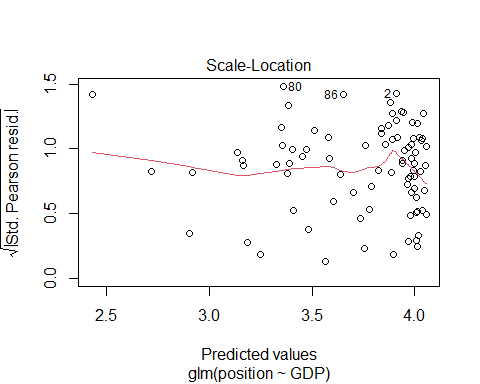 Scale-Location
√|Std. Pearson resid.|
1.5
1.0
0.5
0.0
80
86
2
2.5 3.0 3.5 4.0
Predicted values
glm(position ~ GDP)